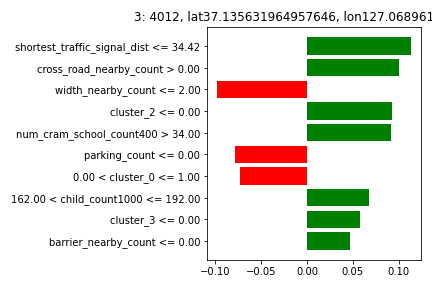 3: 4012, lat37.135631964957646, lon127.068961
shortest_traffic_signal_dist <= 34.42
cross_road_nearby_count > 0.00
width_nearby_count <= 2.00
cluster_2 <= 0.00
num_cram_school_count400 > 34.00
parking_count <= 0.00
0.00 < cluster_0 <= 1.00
162.00 < child_count1000 <= 192.00
cluster_3 <= 0.00
barrier_nearby_count <= 0.00
−0.10 −0.05 0.00 0.05 0.10